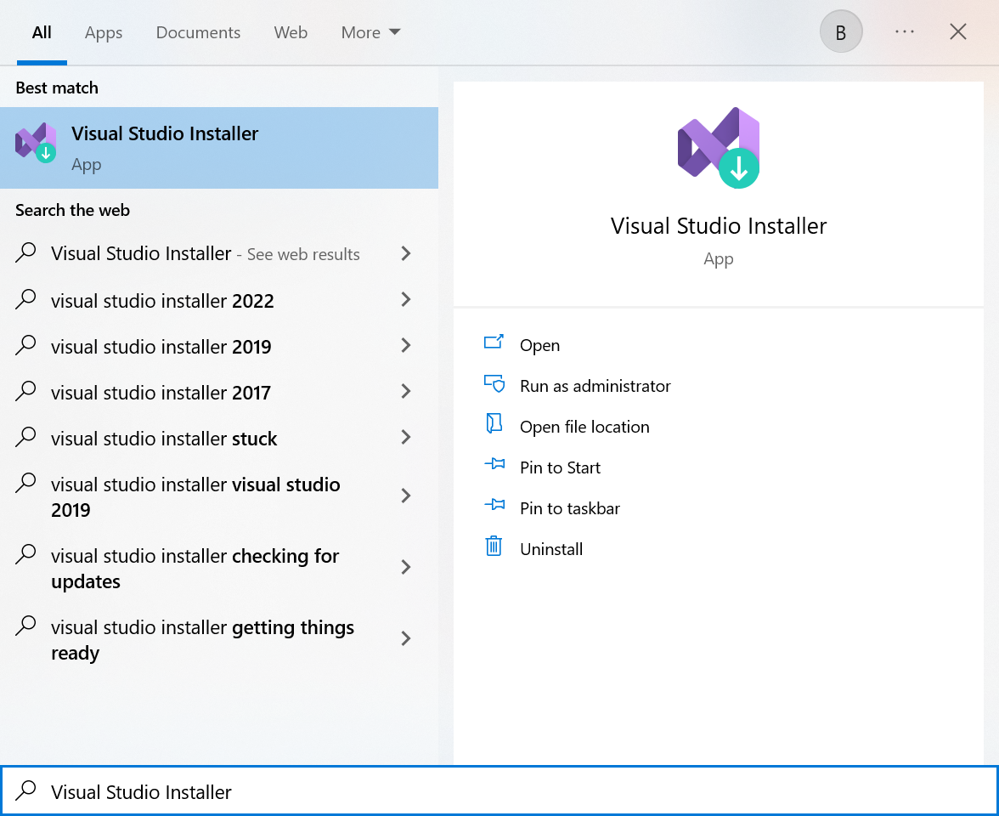 All
Apps
Documents
Web
More
B
Best match
Visual Studio Installer
App
Search the web
Visual Studio Installer - See web results
visual studio installer 2022
visual studio installer 2019
visual studio installer 2017
visual studio installer stuck
visual studio installer visual studio
2019
visual studio installer checking for
updates
visual studio installer getting things
ready
Visual Studio Installer
App
Open
Run as administrator
Open file location
Pin to Start
Pin to taskbar
Uninstall
Visual Studio Installer